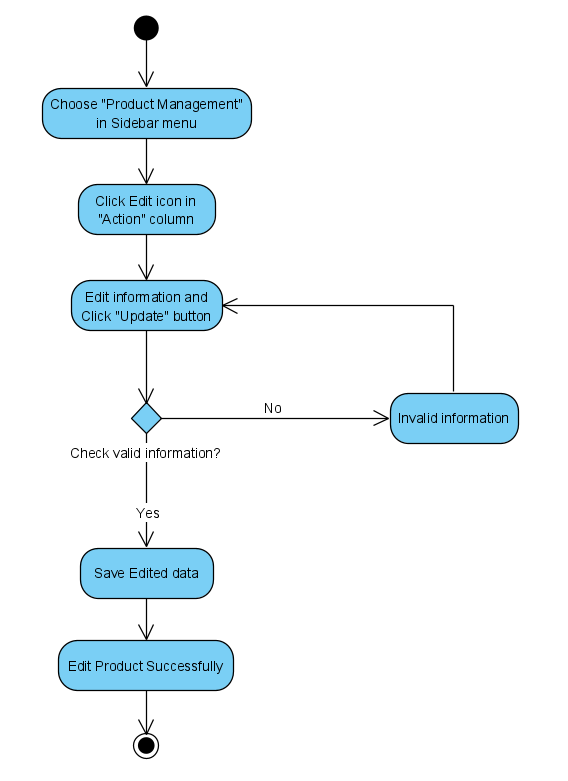 Choose "Product Management"
in Sidebar menu
Click Edit icon in
"Action" column
Edit information and
Click "Update" button
No
Invalid information
Check valid information?
Yes
Save Edited data
Edit Product Successfully